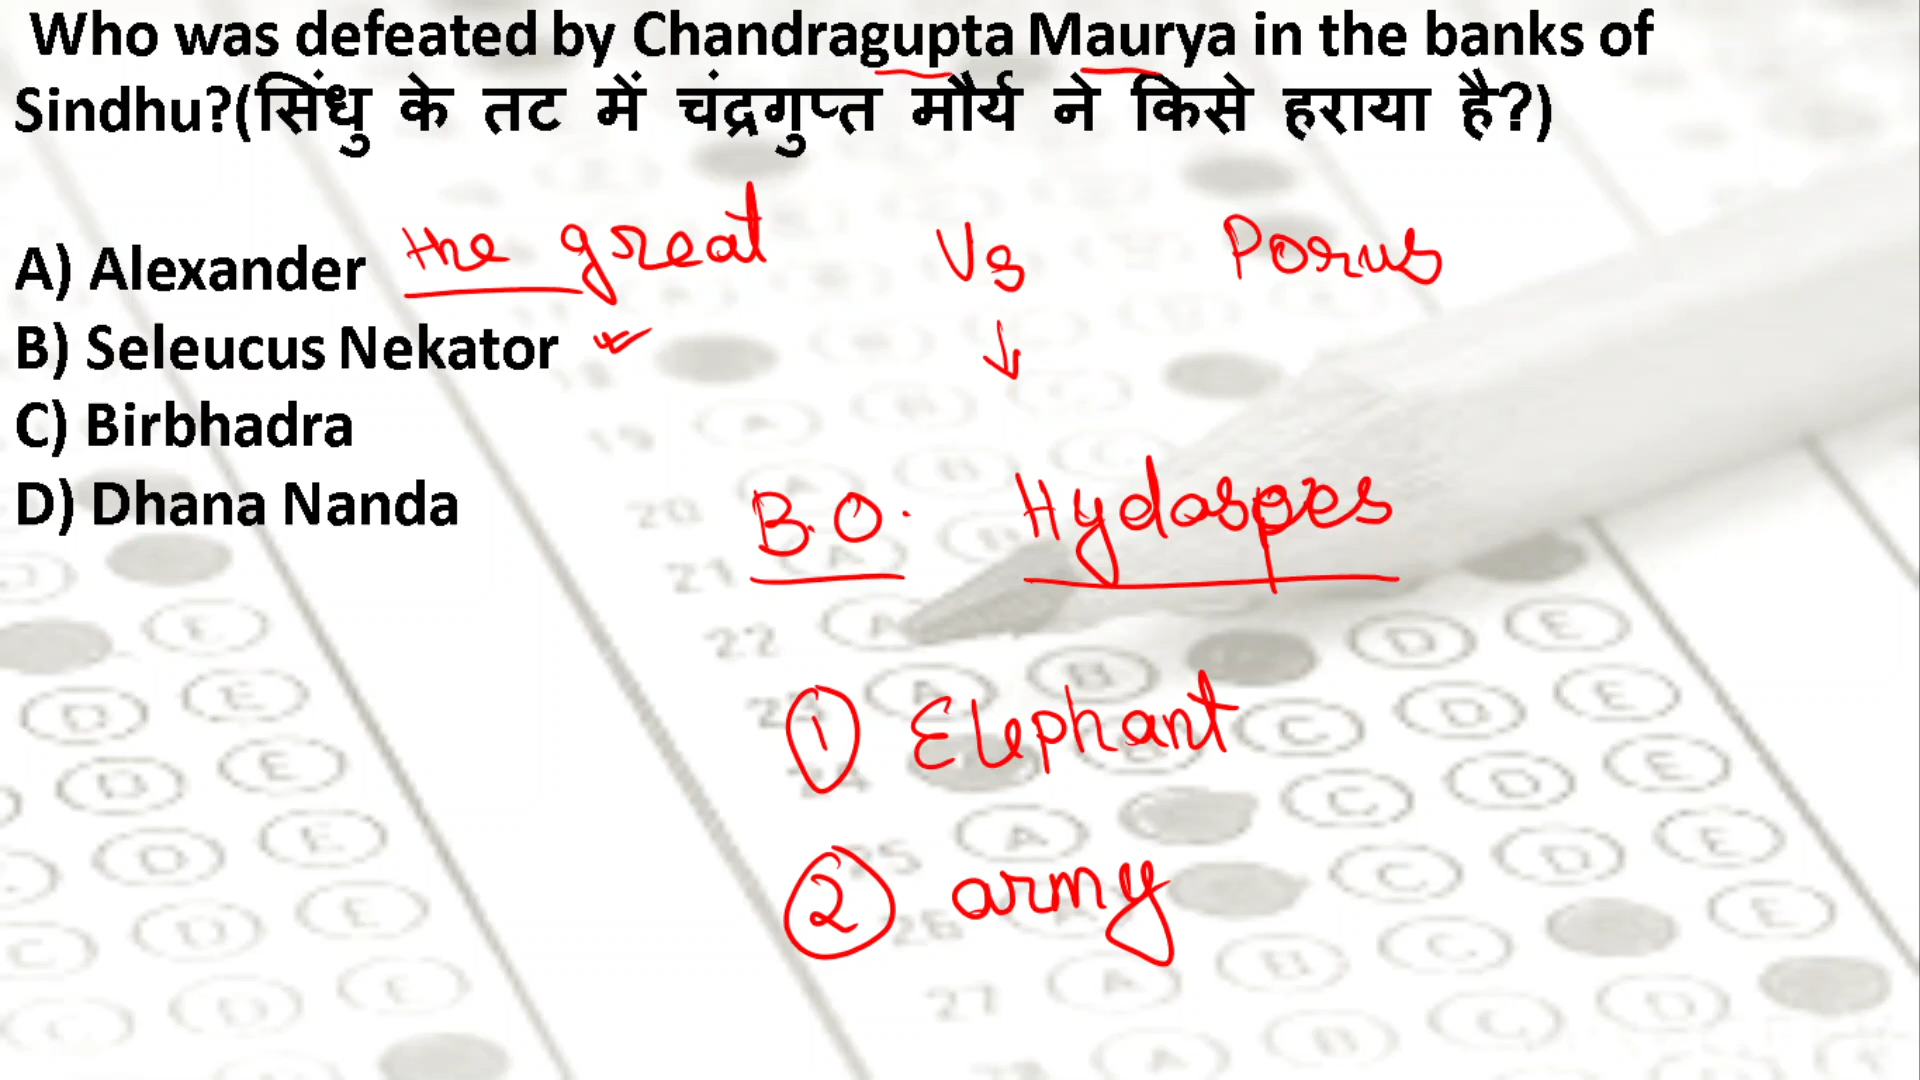 Who was defeated by Chandragupta Maurya in the banks of
Sindhu?(सिंधु के तट में चंद्रगुप्त मौर्य ने किसे हराया है?)
A) Alexander the great Vs Porus
B) Seleucus Nekator
C) Birbhadra
D) Dhana Nanda
B.O. Hydaspes
1 Elephant
2 army